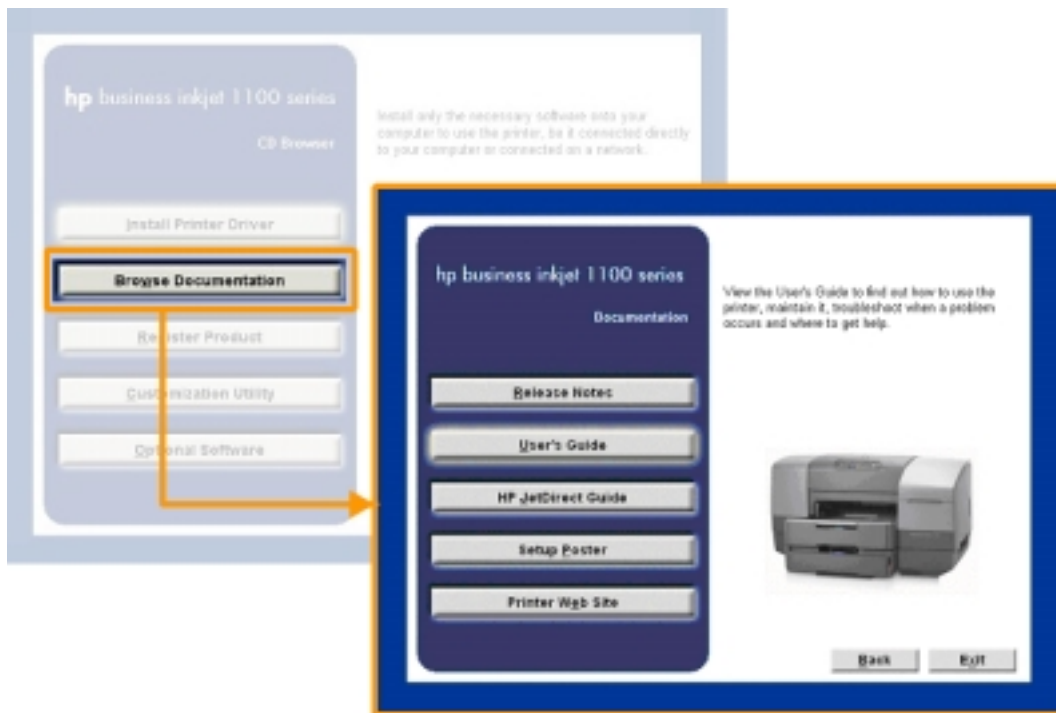 hp business inkjet 1100 series
CD Browser
Install only the necessary software onto your
computer to use the printer, be it connected directly
to your computer or connected on a network.
Install Printer Driver
Browse Documentation
Register Product
Customization Utility
Optional Software
hp business inkjet 1100 series
Documentation
View the User's Guide to find out how to use the
printer, maintain it, troubleshoot when a problem
occurs and where to get help.
Release Notes
User's Guide
HP JetDirect Guide
Setup Poster
Printer Web Site
Back
Exit